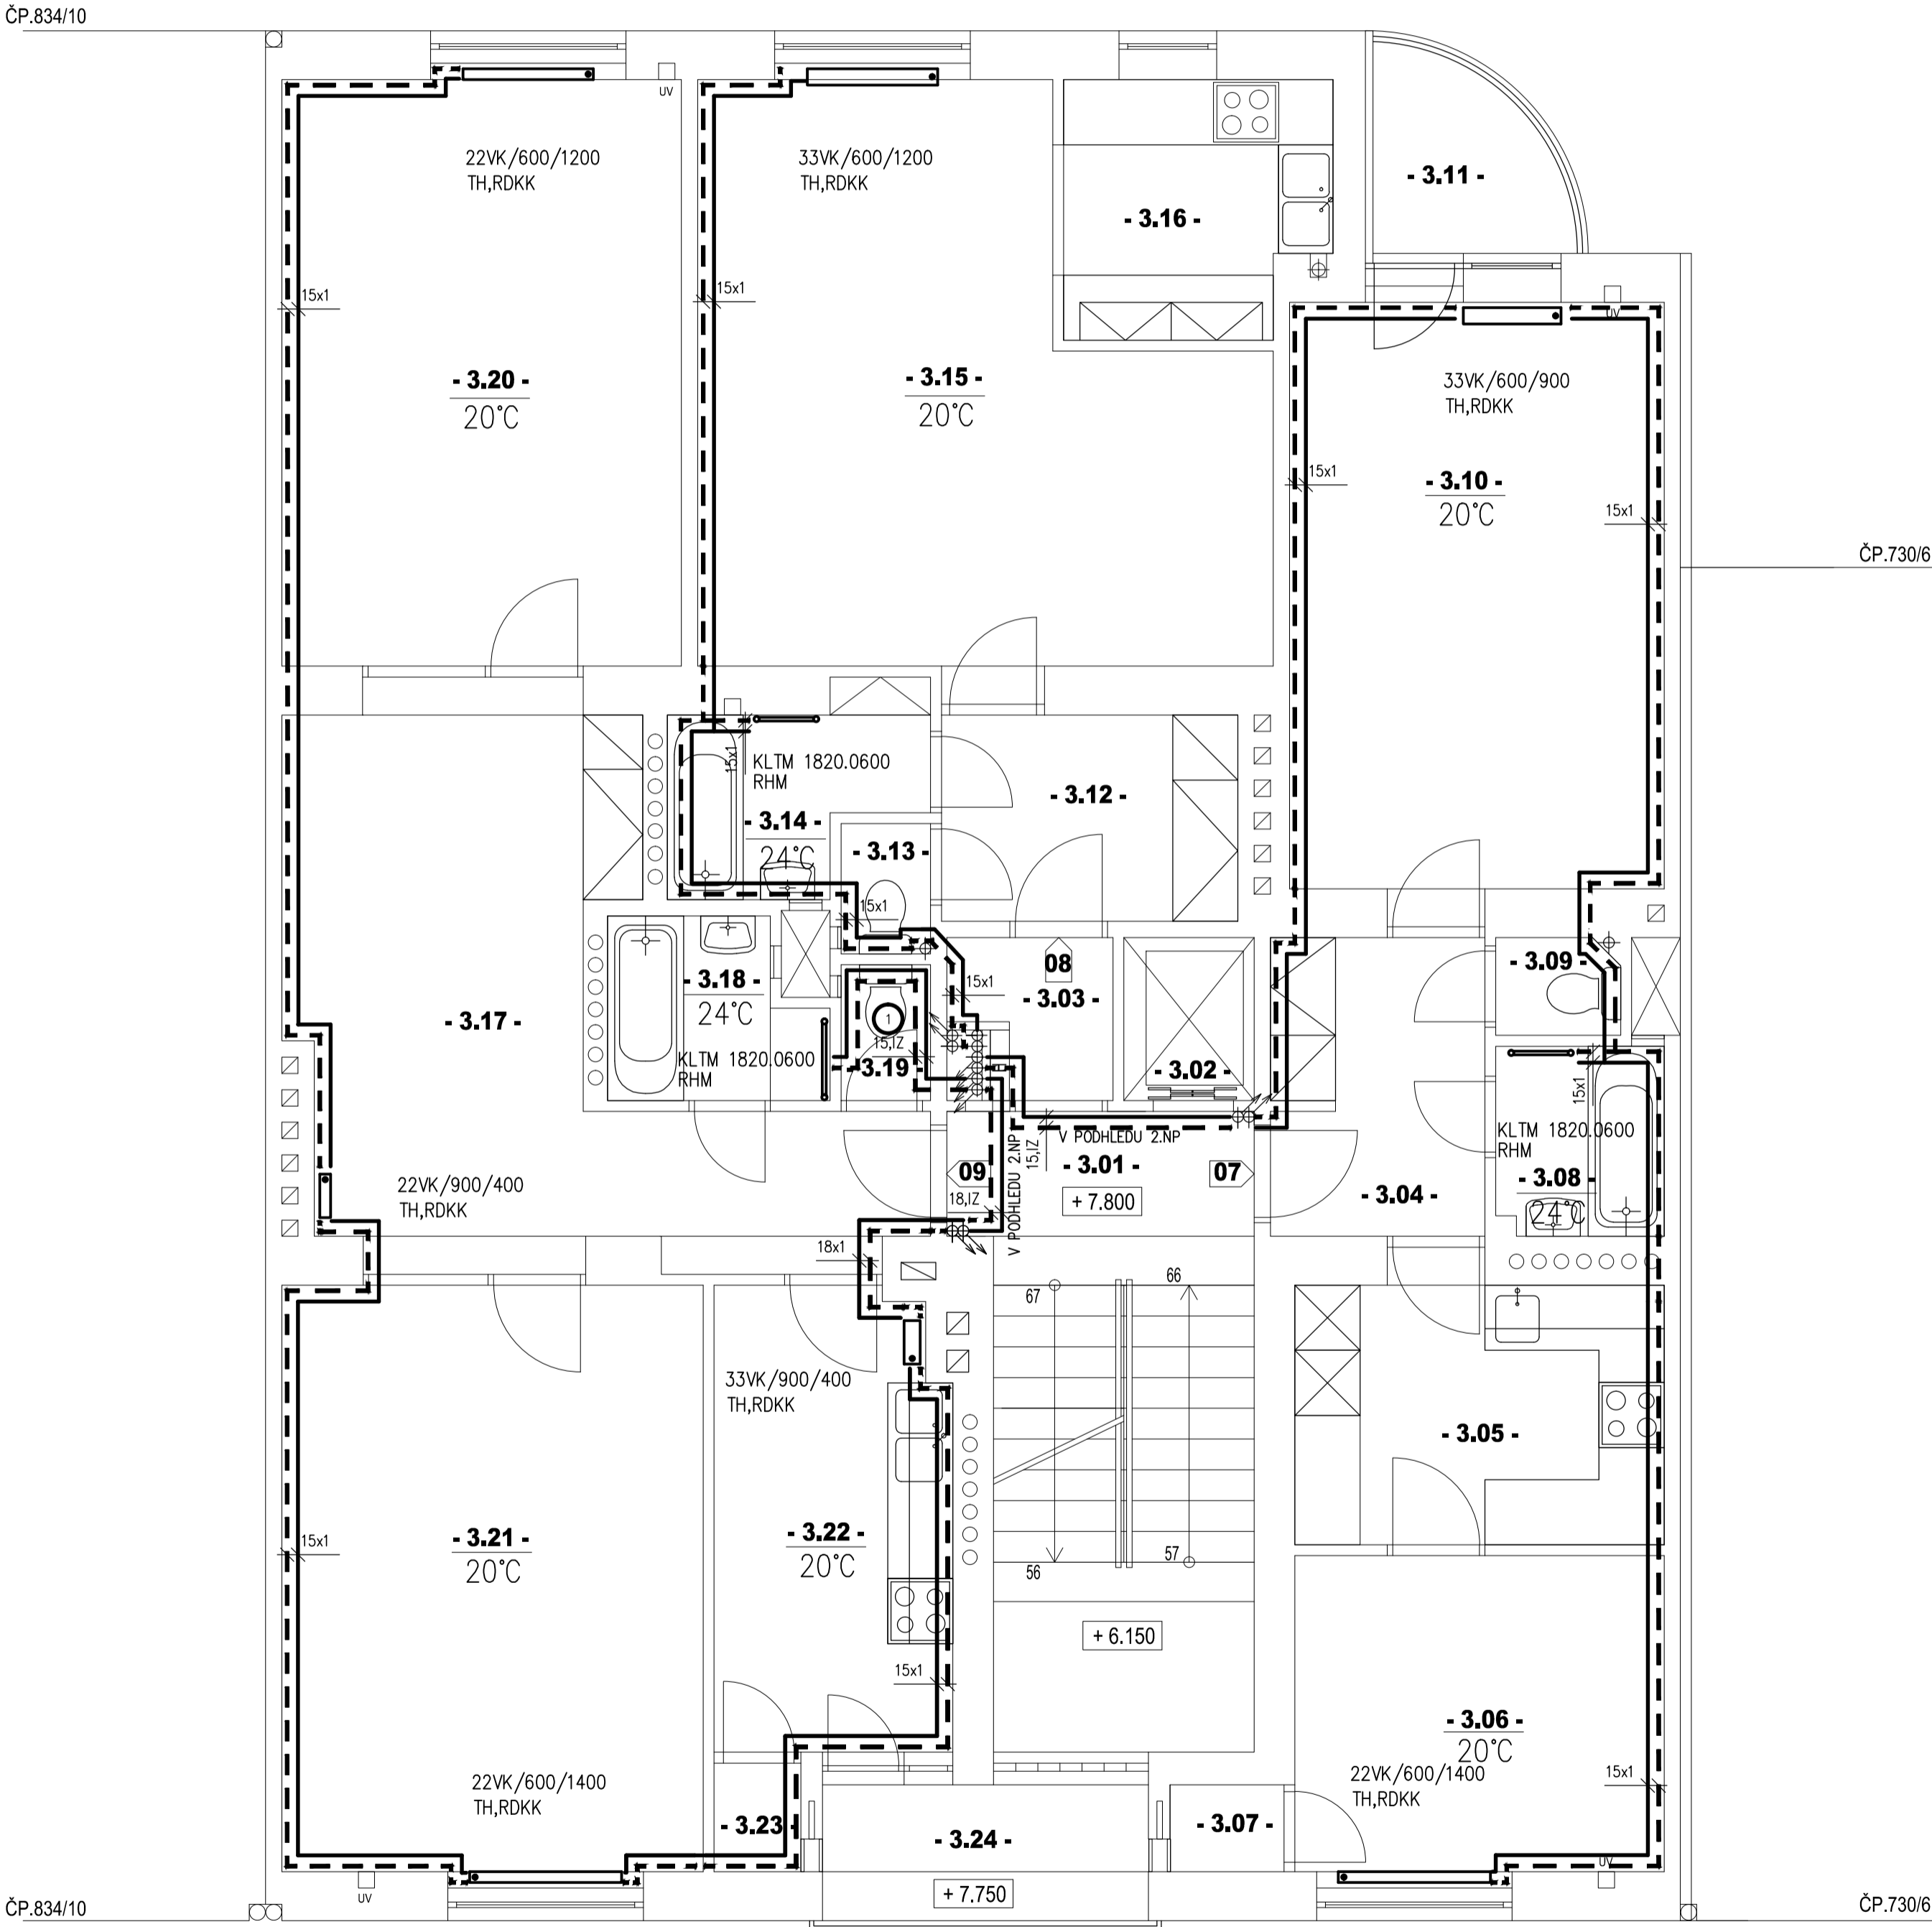 ČP.834/10
UV
22VK/600/1200
TH,RDKK
33VK/600/1200
TH,RDKK
- 3.11 -
- 3.16 -
15x1
15x1
UV
- 3.20 -
20°C
- 3.15 -
20°C
33VK/600/900
TH,RDKK
15x1
- 3.10 -
20°C
15x1
ČP.730/6
15x1
KLTM 1820.0600
RHM
- 3.12 -
- 3.14 -
24°C
- 3.13 -
15x1
08
- 3.09 -
- 3.18 -
24°C
15x1
- 3.03 -
- 3.17 -
1
15,IZ
KLTM 1820.0600
RHM
- 3.19 -
- 3.02 -
15x1
KLTM 1820.0600
RHM
V PODHLEDU 2.NP
15,IZ
V PODHLEDU 2.NP
- 3.01 -
09
07
22VK/900/400
TH,RDKK
18,IZ
+ 7.800
- 3.04 -
- 3.08 -
24°C
18x1
67
66
33VK/900/400
TH,RDKK
- 3.05 -
15x1
- 3.21 -
20°C
- 3.22 -
20°C
57
56
+ 6.150
15x1
- 3.06 -
20°C
22VK/600/1400
TH,RDKK
22VK/600/1400
TH,RDKK
15x1
- 3.23 -
- 3.24 -
- 3.07 -
UV
UV
+ 7.750
ČP.834/10
ČP.730/6